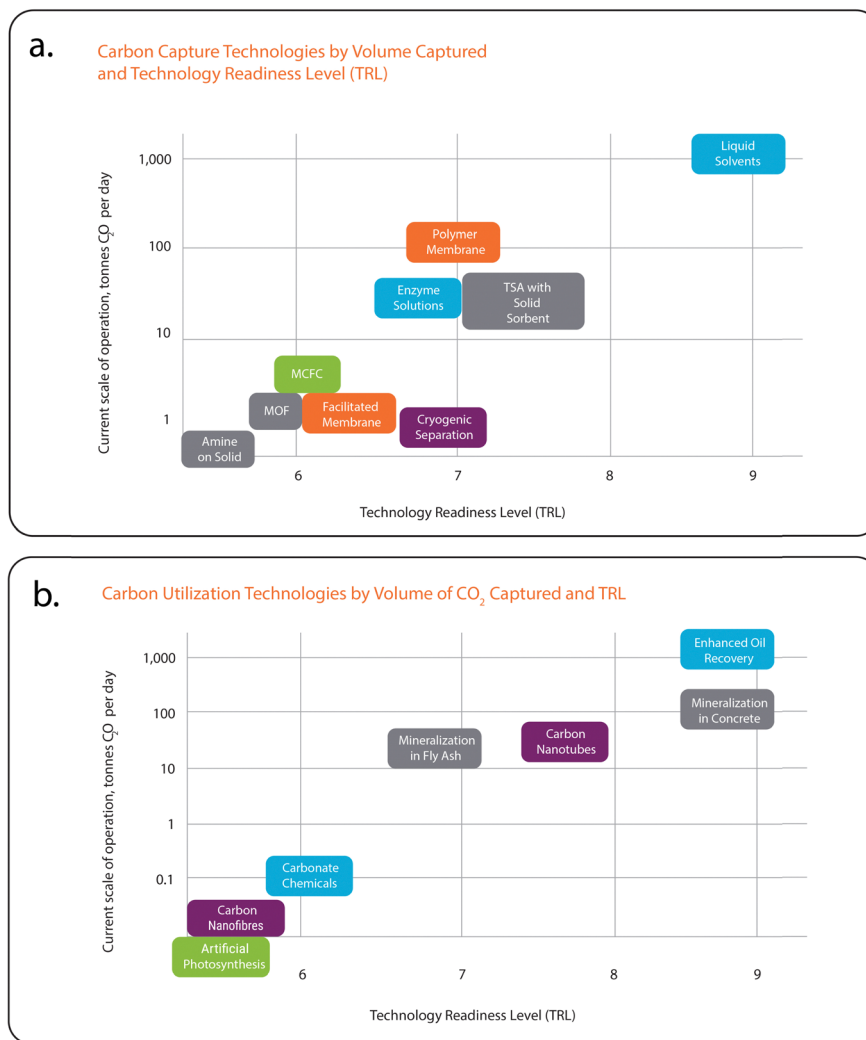 a.
Carbon Capture Technologies by Volume Captured
and Technology Readiness Level (TRL)
Current scale of operation, tonnes CO₂ per day
1,000
100
10
1
Liquid
Solvents
Polymer
Membrane
Enzyme
Solutions
TSA with
Solid
Sorbent
MCFC
MOF
Facilitated
Membrane
Cryogenic
Separation
Amine
on Solid
6
7
8
9
Technology Readiness Level (TRL)
b.
Carbon Utilization Technologies by Volume of CO₂ Captured and TRL
Current scale of operation, tonnes CO₂ per day
1,000
100
10
1
0.1
Enhanced Oil
Recovery
Mineralization
in Concrete
Mineralization
in Fly Ash
Carbon
Nanotubes
Carbonate
Chemicals
Carbon
Nanofibres
Artificial
Photosynthesis
6
7
8
9
Technology Readiness Level (TRL)